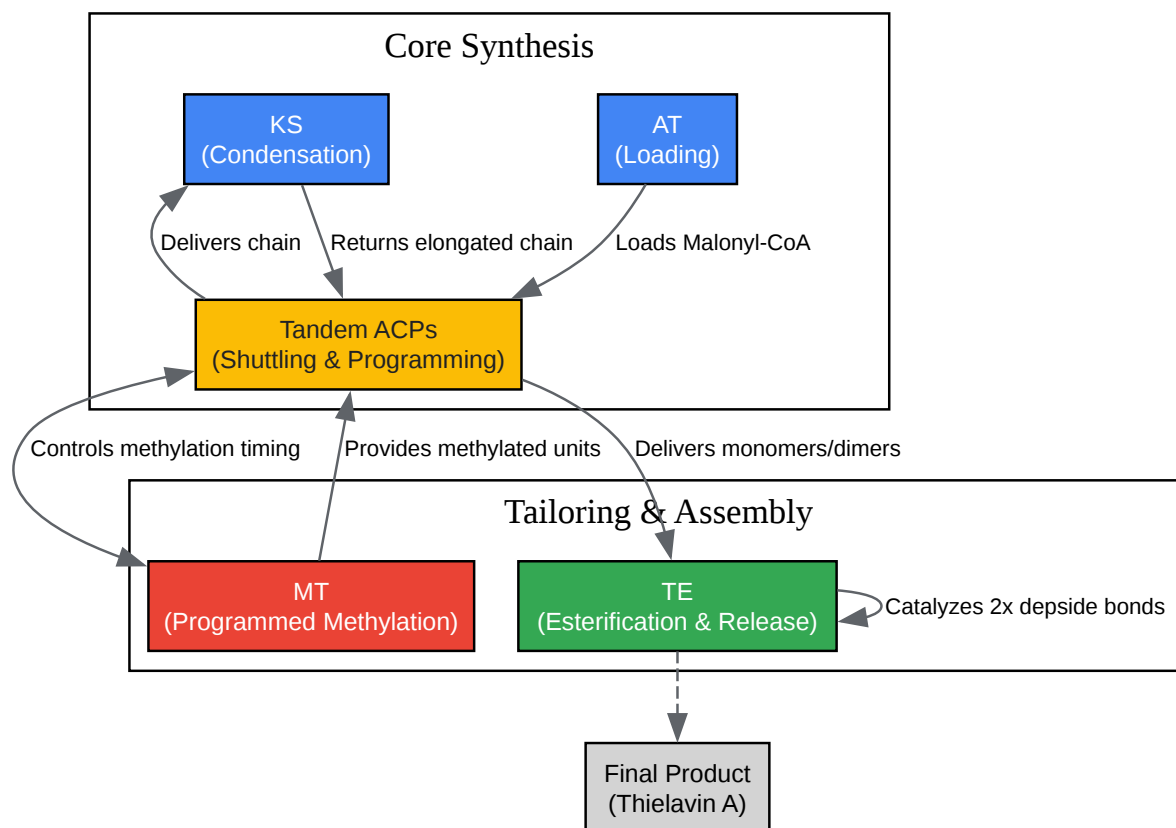 Core Synthesis
KS
(Condensation)
AT
(Loading)
Delivers chain
Returns elongated chain
Loads Malonyl-CoA
Tandem ACPs
(Shuttling & Programming)
Controls methylation timing
Provides methylated units
Delivers monomers/dimers
Tailoring & Assembly
MT
(Programmed Methylation)
TE
(Esterification & Release)
Catalyzes 2x depside bonds
Final Product
(Thielavin A)